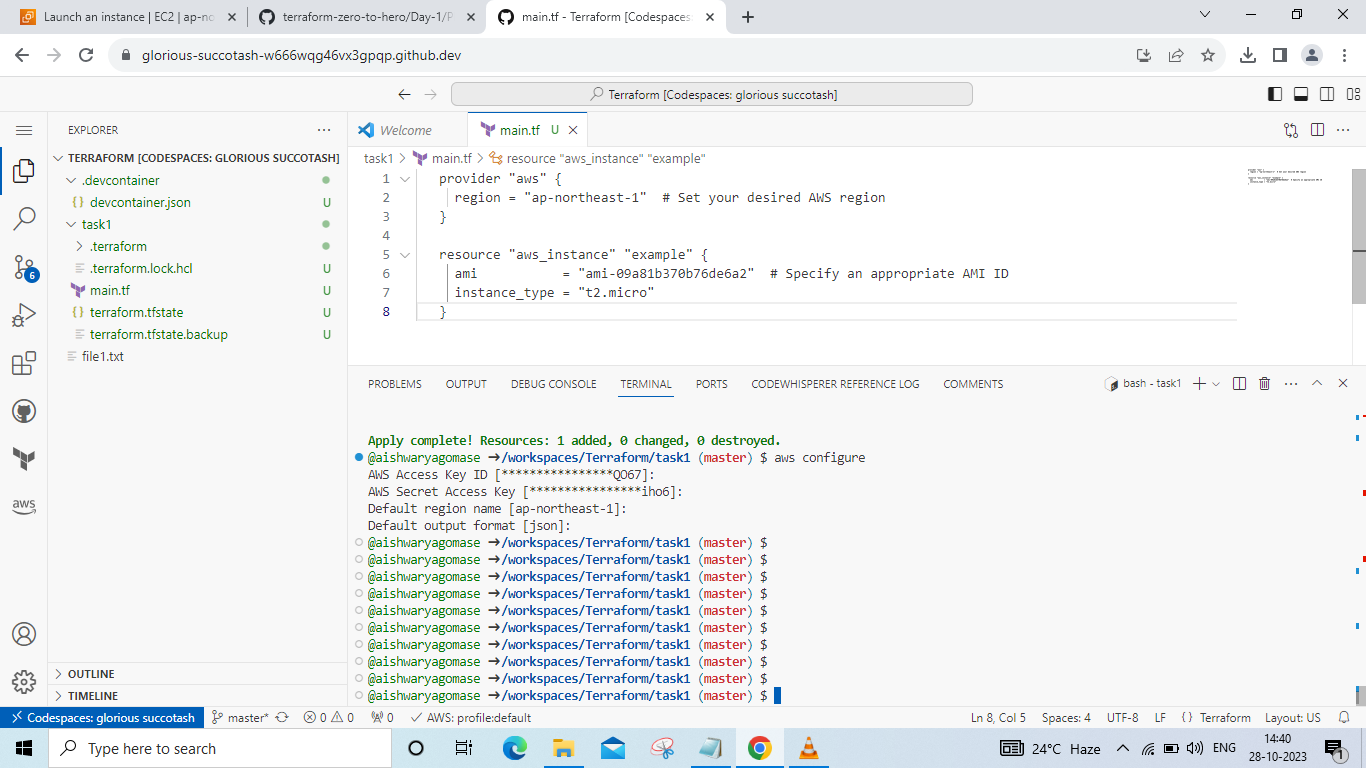 Launch an instance | EC2 | ap-no
terraform-zero-to-hero/Day-1/P
main.tf - Terraform [Codespaces:
glorious-succotash-w666wqg46vx3gpqp.github.dev
Terraform [Codespaces: glorious succotash]
EXPLORER
TERRAFORM [CODESPACES: GLORIOUS SUCCOTASH]
.devcontainer
devcontainer.json U
task1
.terraform
.terraform.lock.hcl U
main.tf U
terraform.tfstate U
terraform.tfstate.backup U
file1.txt
OUTLINE
TIMELINE
6
aws
Welcome
main.tf U
task1 > main.tf > resource "aws_instance" "example"
1 provider "aws" {
2 region = "ap-northeast-1" # Set your desired AWS region
3 }
4
5 resource "aws_instance" "example" {
6 ami = "ami-09a81b370b76de6a2" # Specify an appropriate AMI ID
7 instance_type = "t2.micro"
8 }
PROBLEMS OUTPUT DEBUG CONSOLE TERMINAL PORTS CODEWHISPERER REFERENCE LOG COMMENTS
bash - task1
Apply complete! Resources: 1 added, 0 changed, 0 destroyed.
@aishwaryagomase ➜/workspaces/Terraform/task1 (master) $ aws configure
AWS Access Key ID [****************QO67]:
AWS Secret Access Key [****************iho6]:
Default region name [ap-northeast-1]:
Default output format [json]:
@aishwaryagomase ➜/workspaces/Terraform/task1 (master) $
@aishwaryagomase ➜/workspaces/Terraform/task1 (master) $
@aishwaryagomase ➜/workspaces/Terraform/task1 (master) $
@aishwaryagomase ➜/workspaces/Terraform/task1 (master) $
@aishwaryagomase ➜/workspaces/Terraform/task1 (master) $
@aishwaryagomase ➜/workspaces/Terraform/task1 (master) $
@aishwaryagomase ➜/workspaces/Terraform/task1 (master) $
@aishwaryagomase ➜/workspaces/Terraform/task1 (master) $
@aishwaryagomase ➜/workspaces/Terraform/task1 (master) $
@aishwaryagomase ➜/workspaces/Terraform/task1 (master) $
Codespaces: glorious succotash master* 0 0 0 AWS: profile:default Ln 8, Col 5 Spaces: 4 UTF-8 LF {} Terraform Layout: US
Type here to search
24°C Haze
ENG
14:40
28-10-2023
1